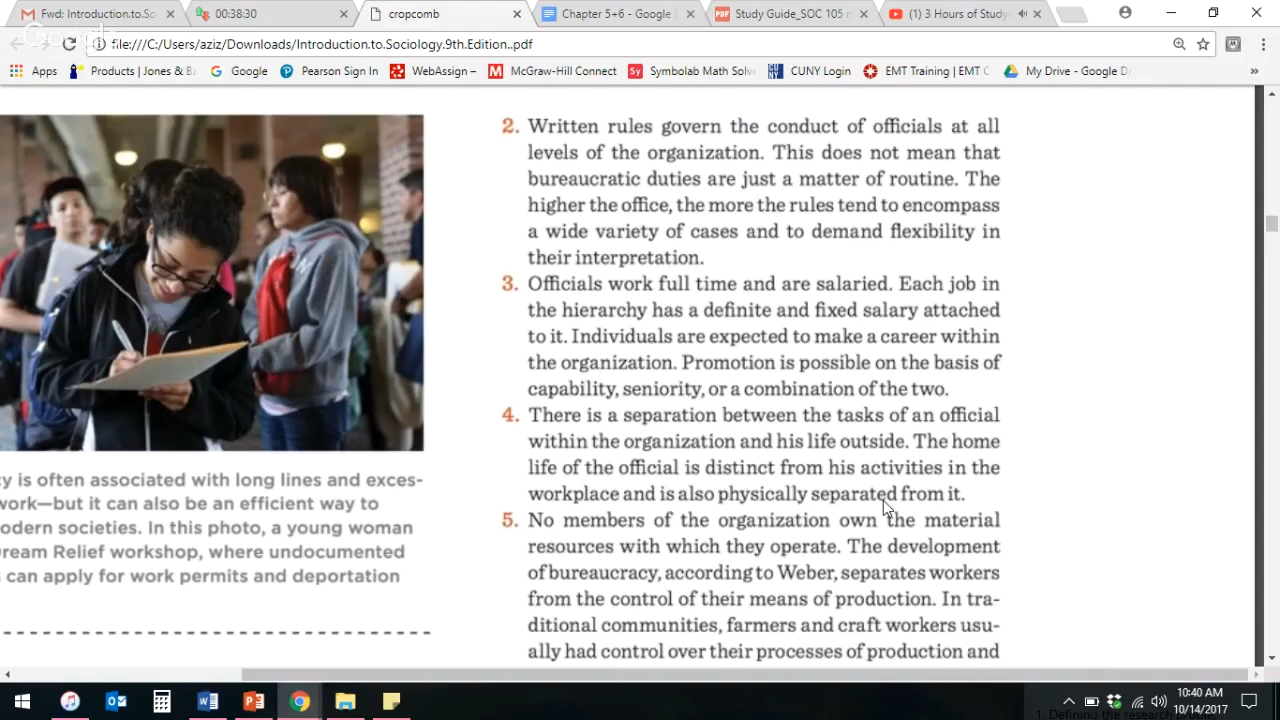 Fwd: Introduction.to.So
00:38:30
cropcomb
Chapter 5+6 - Google
Study Guide_SOC 105 m
(1) 3 Hours of Study
Google
file:///C:/Users/aziz/Downloads/Introduction.to.Sociology.9th.Edition..pdf
Apps
Products | Jones & Ba
Google
Person Sign In
WebAssign –
McGraw-Hill Connect
Symbolab Math Solve
CUNY Login
EMT Training | EMT C
My Drive - Google Dr
2. Written rules govern the conduct of officials at all
levels of the organization. This does not mean that
bureaucratic duties are just a matter of routine. The
higher the office, the more the rules tend to encompass
a wide variety of cases and to demand flexibility in
their interpretation.
3. Officials work full time and are salaried. Each job in
the hierarchy has a definite and fixed salary attached
to it. Individuals are expected to make a career within
the organization. Promotion is possible on the basis of
capability, seniority, or a combination of the two.
4. There is a separation between the tasks of an official
within the organization and his life outside. The home
life of the official is distinct from his activities in the
workplace and is also physically separated from it.
5. No members of the organization own the material
resources with which they operate. The development
of bureaucracy, according to Weber, separates workers
from the control of their means of production. In tra-
ditional communities, farmers and craft workers usu-
ally had control over their processes of production and
cy is often associated with long lines and exces-
work—but it can also be an efficient way to
odern societies. In this photo, a young woman
Dream Relief workshop, where undocumented
s can apply for work permits and deportation
10:40 AM
10/14/2017
1. Defining the research